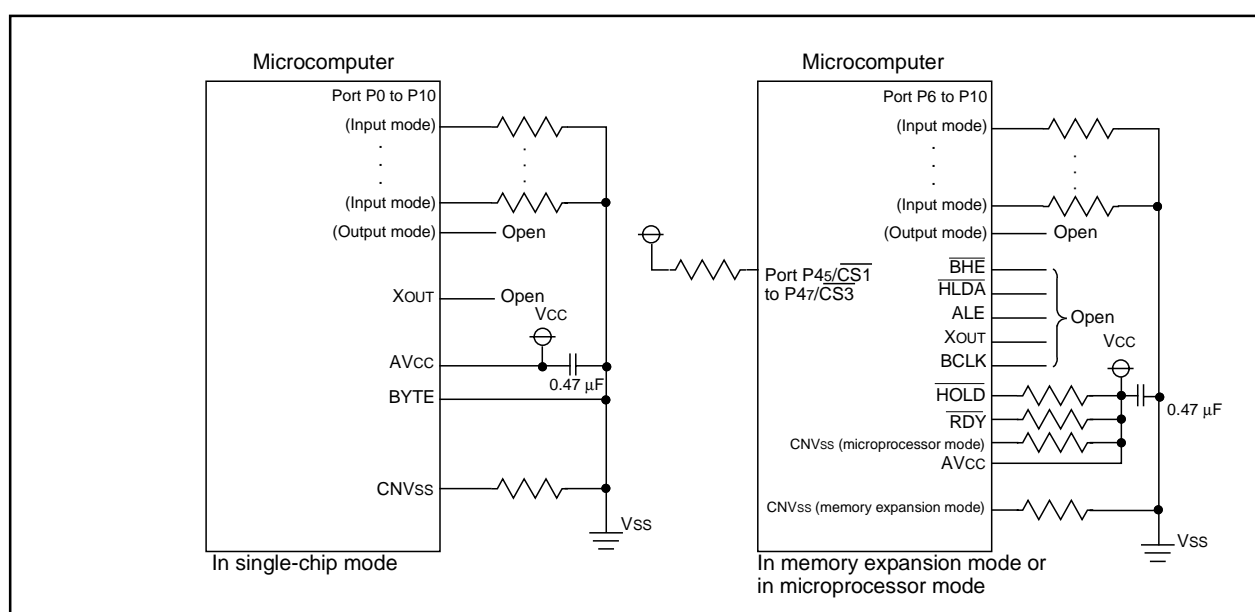 Microcomputer
Port P0 to P10
(Input mode)
(Input mode)
(Output mode)
Open
XOUT
Open
VCC
AVCC
0.47 μF
BYTE
CNVSS
VSS
In single-chip mode
Microcomputer
Port P6 to P10
(Input mode)
(Input mode)
(Output mode)
Open
Port P45/CS1
to P47/CS3
BHE
HLDA
ALE
Open
XOUT
VCC
BCLK
HOLD
0.47 μF
RDY
CNVSS (microprocessor mode)
AVCC
CNVSS (memory expansion mode)
VSS
In memory expansion mode or
in microprocessor mode